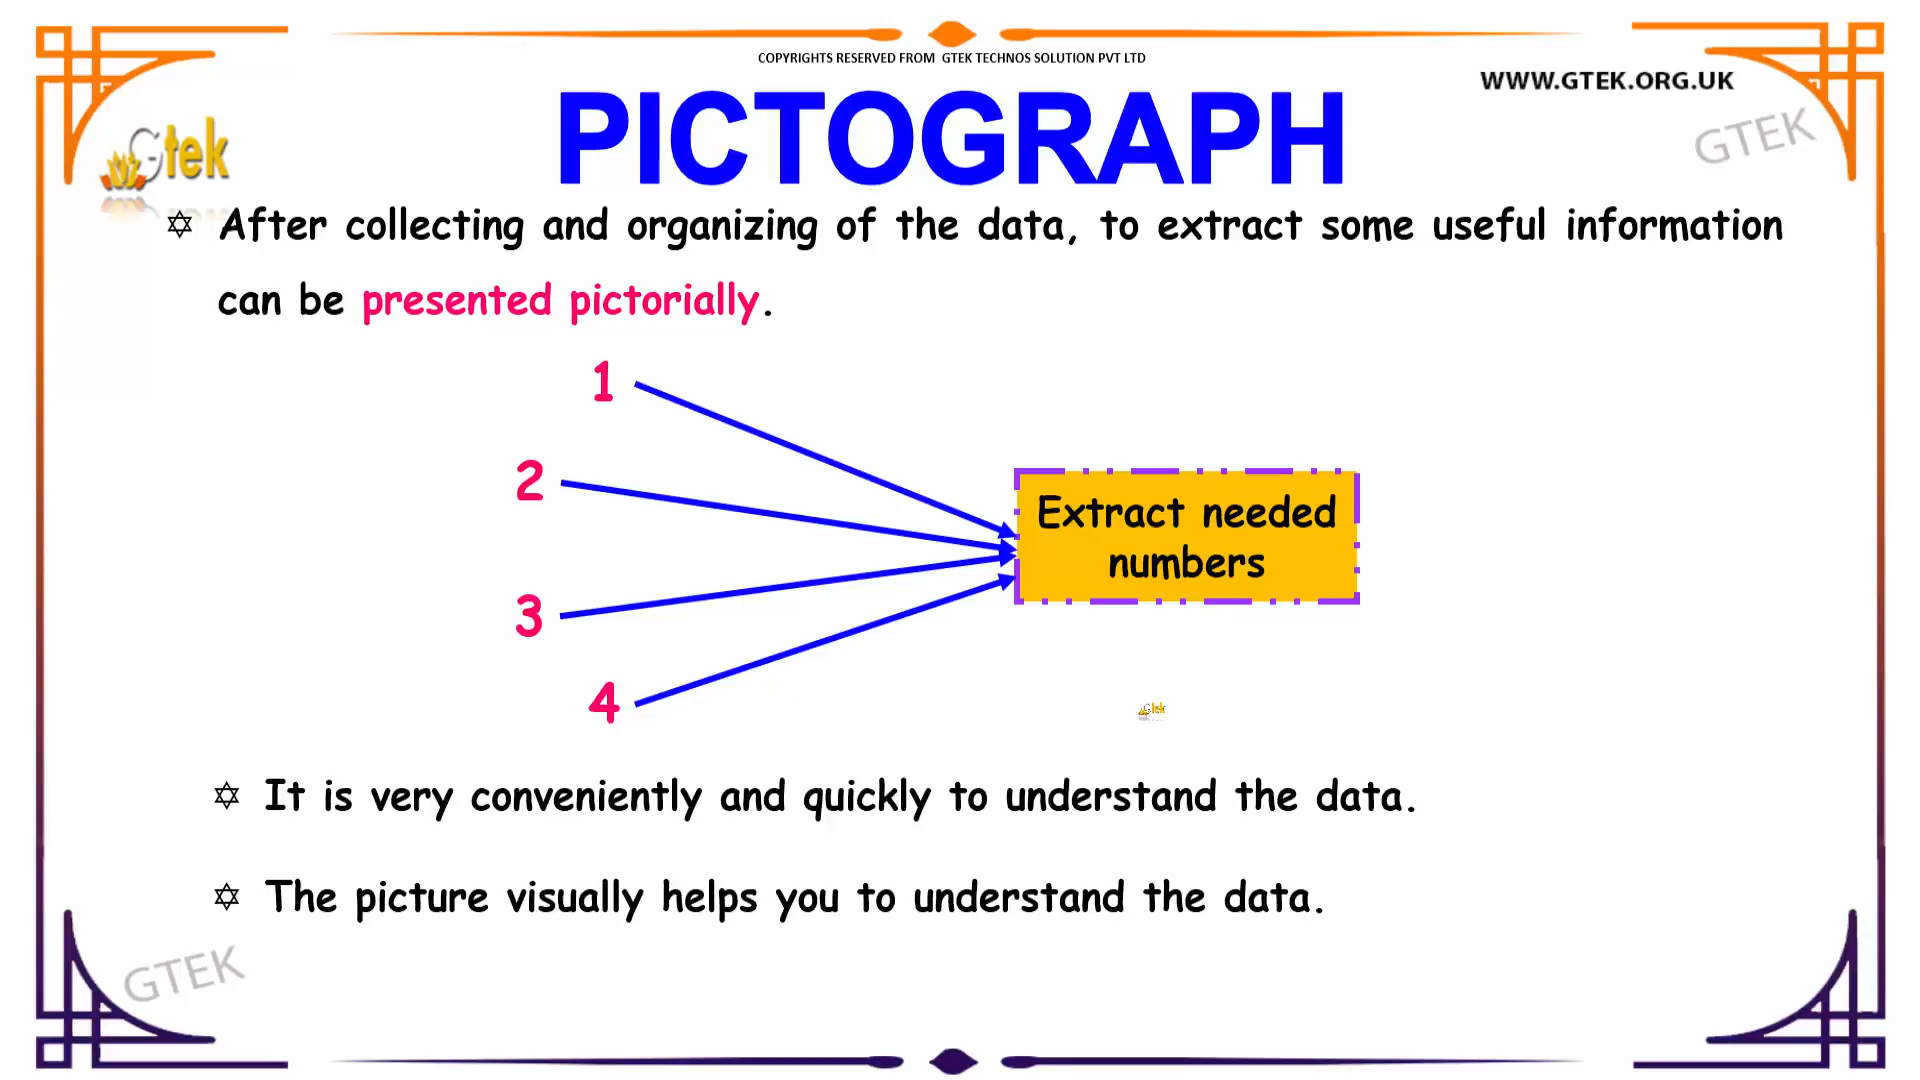 COPYRIGHTS RESERVED FROM GTEK TECHNOS SOLUTION PVT LTD
WWW.GTEK.ORG.UK
GTEK
Gtek
PICTOGRAPH
After collecting and organizing of the data, to extract some useful information
can be presented pictorially.
1
2
3
4
Extract needed
numbers
Gtek
It is very conveniently and quickly to understand the data.
The picture visually helps you to understand the data.
GTEK